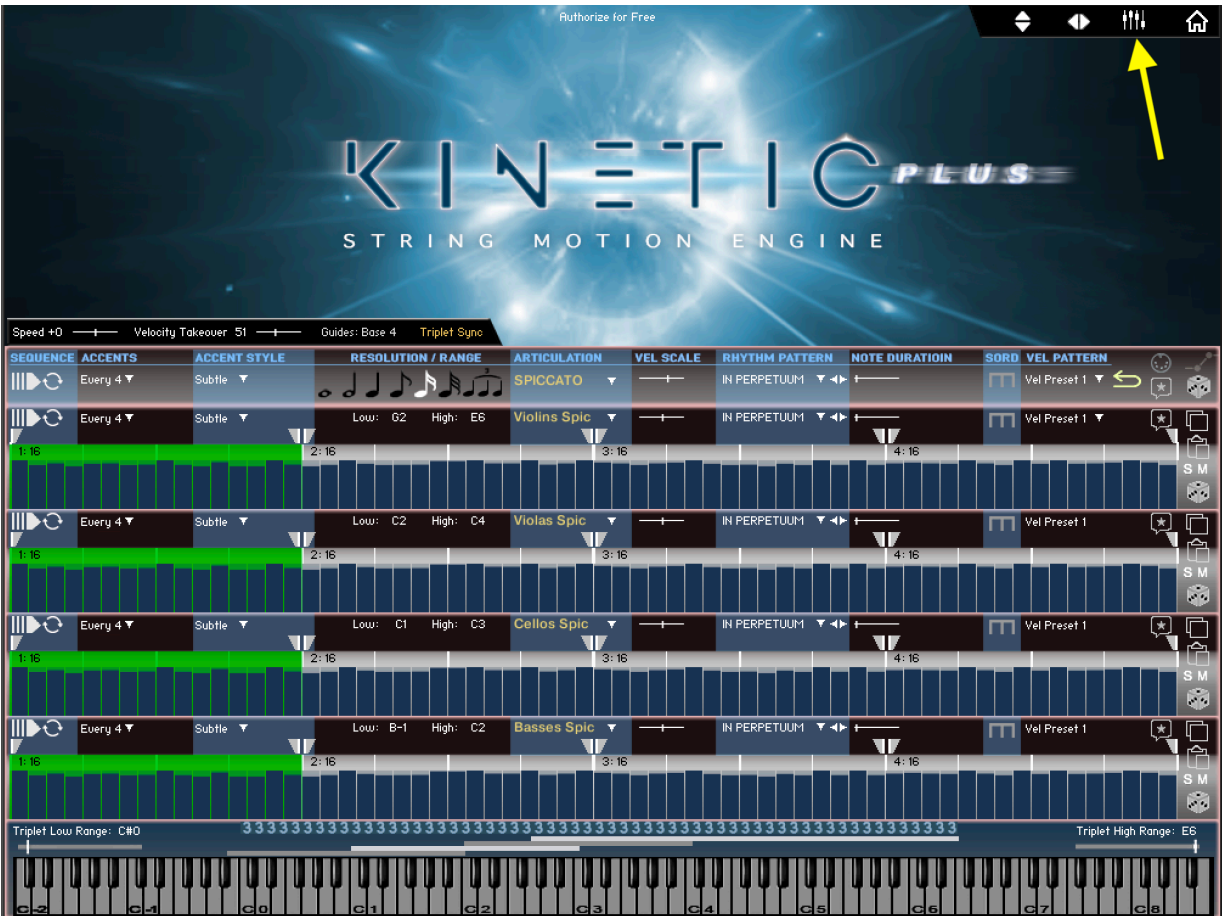 Authorize for Free
KINETIC PLUS
STRING MOTION ENGINE
Speed +0 Velocity Takeover 51 Guides: Base 4 Triplet Sync
SEQUENCE ACCENTS ACCENT STYLE RESOLUTION / RANGE ARTICULATION VEL SCALE RHYTHM PATTERN NOTE DURATIOIN SORD VEL PATTERN
Every 4 Subtle 3 SPICCATO IN PERPETUUM Vel Preset 1
Every 4 Subtle Low: G2 High: E6 Violins Spic IN PERPETUUM Vel Preset 1
1: 16 2: 16 3: 16 4: 16
S M
Every 4 Subtle Low: C2 High: C4 Violas Spic IN PERPETUUM Vel Preset 1
1: 16 2: 16 3: 16 4: 16
S M
Every 4 Subtle Low: C1 High: C3 Cellos Spic IN PERPETUUM Vel Preset 1
1: 16 2: 16 3: 16 4: 16
S M
Every 4 Subtle Low: B-1 High: C2 Basses Spic IN PERPETUUM Vel Preset 1
1: 16 2: 16 3: 16 4: 16
S M
Triplet Low Range: C#0 Triplet High Range: E6
C-2 C-1 C0 C1 C2 C3 C4 C5 C6 C7 C8